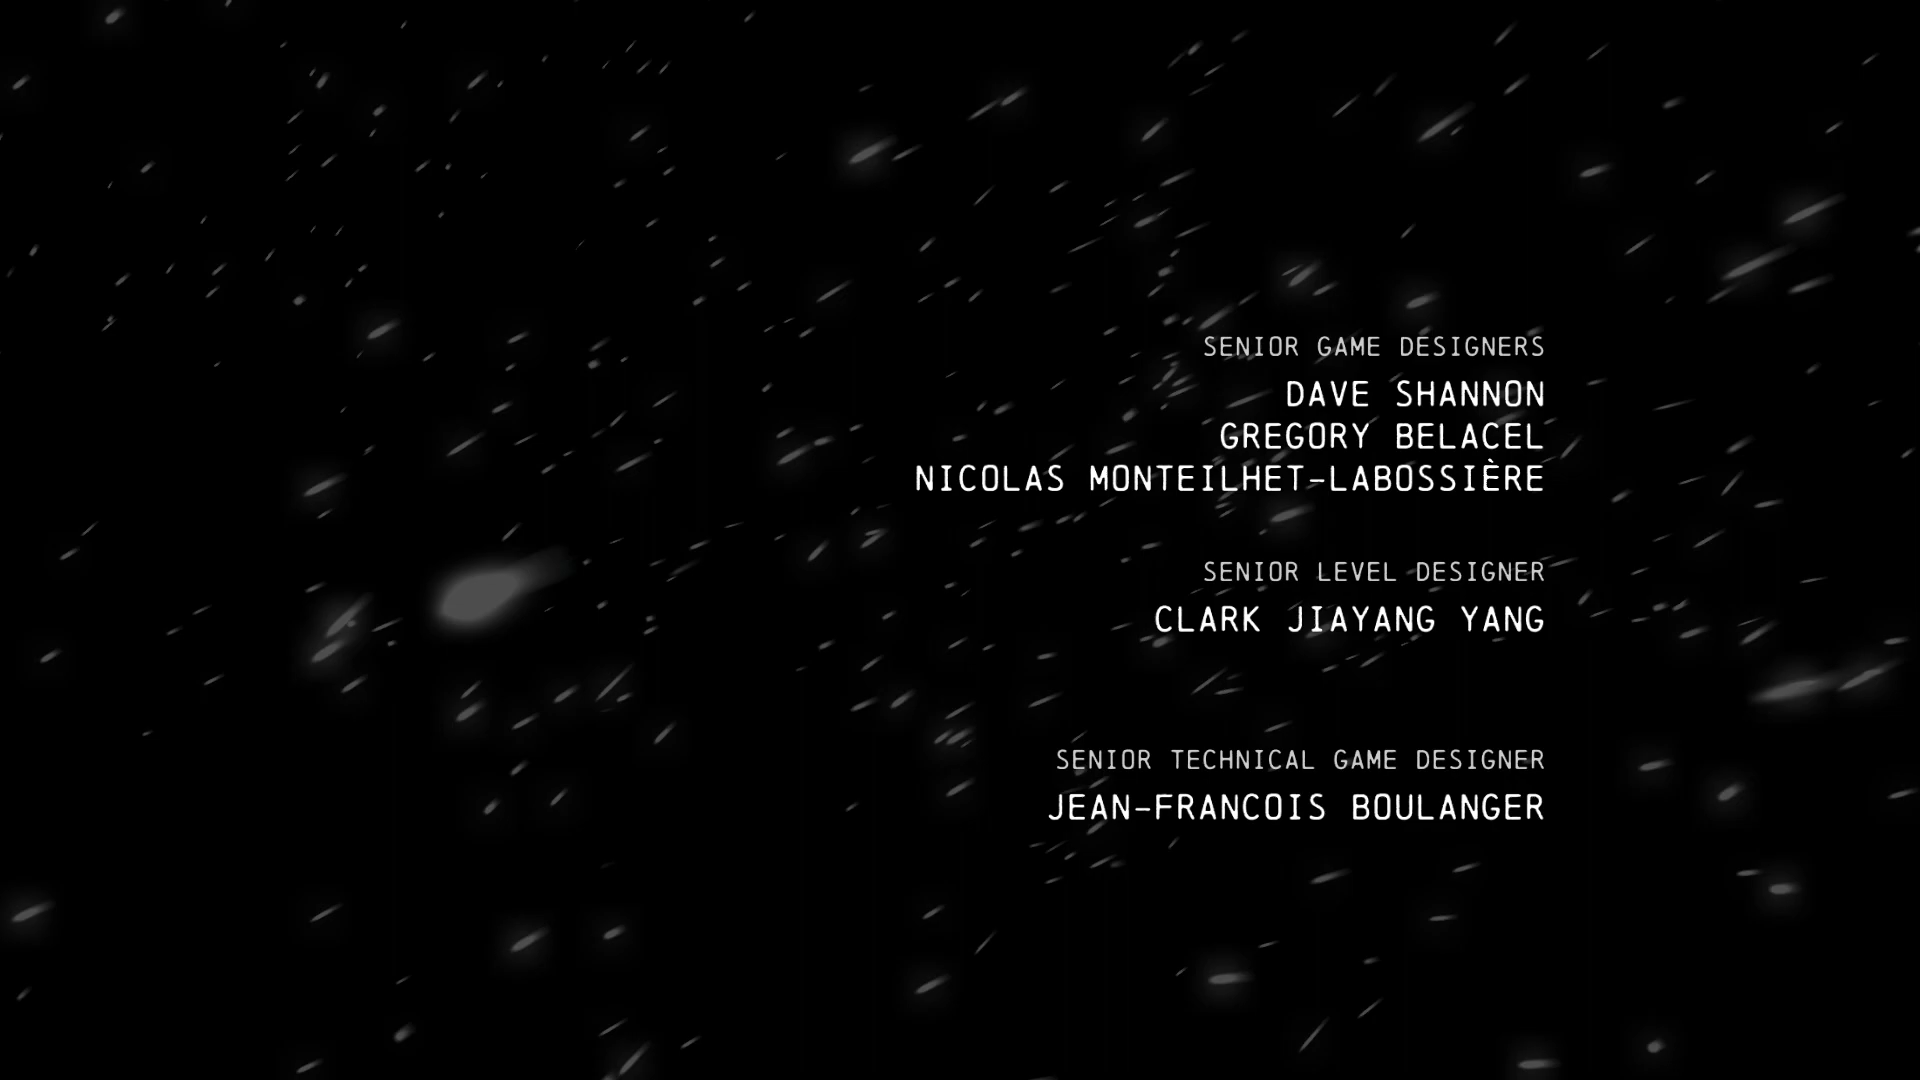 SENIOR GAME DESIGNERS
DAVE SHANNON
GREGORY BELACEL
NICOLAS MONTEILHET-LABOSSIÈRE
SENIOR LEVEL DESIGNER
CLARK JIAYANG YANG
SENIOR TECHNICAL GAME DESIGNER
JEAN-FRANCOIS BOULANGER